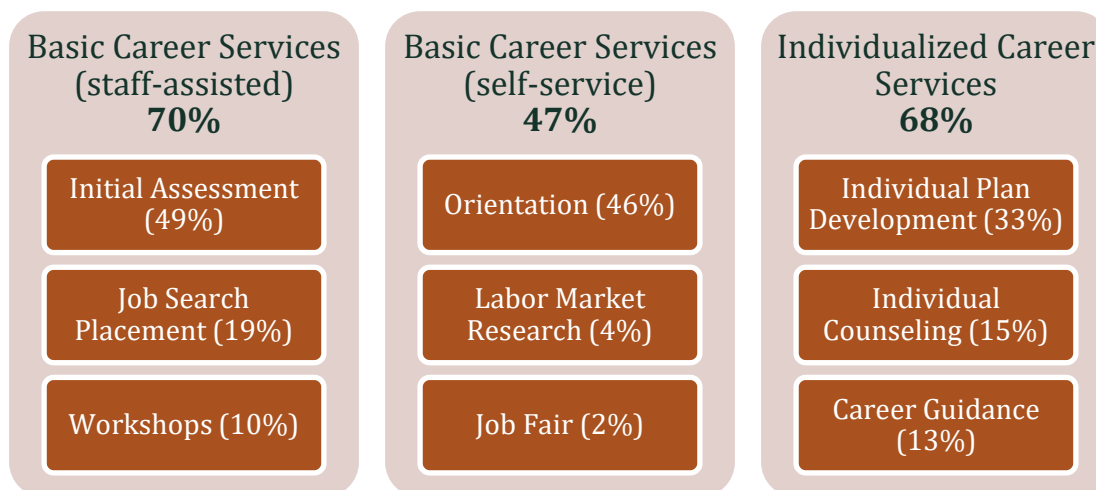 Basic Career Services
(staff-assisted)
70%
Initial Assessment
(49%)
Job Search
Placement (19%)
Workshops (10%)
Basic Career Services
(self-service)
47%
Orientation (46%)
Labor Market
Research (4%)
Job Fair (2%)
Individualized Career
Services
68%
Individual Plan
Development (33%)
Individual
Counseling (15%)
Career Guidance
(13%)